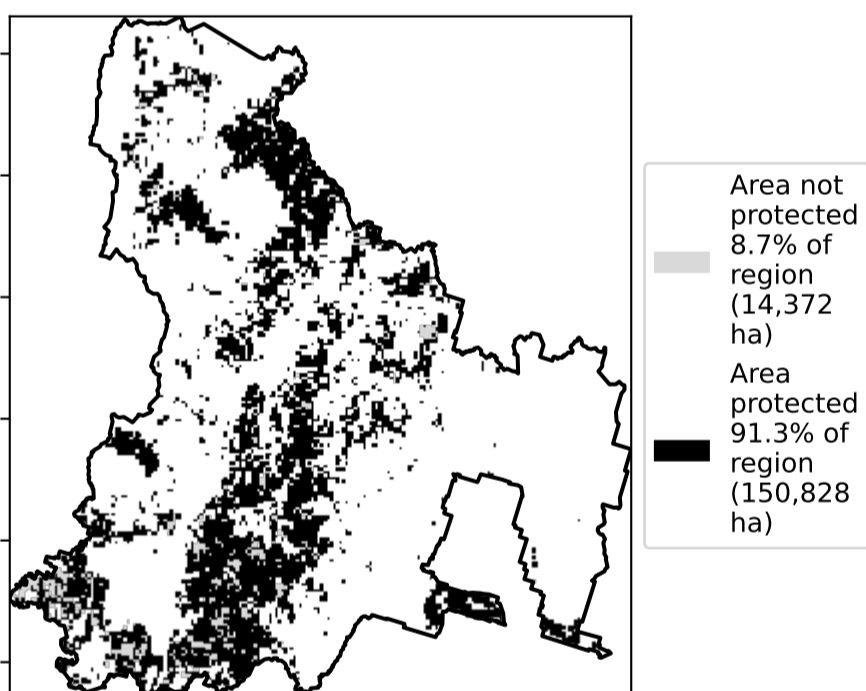 Area not
protected
8.7% of
region
(14,372
ha)
Area
protected
91.3% of
region
(150,828
ha)